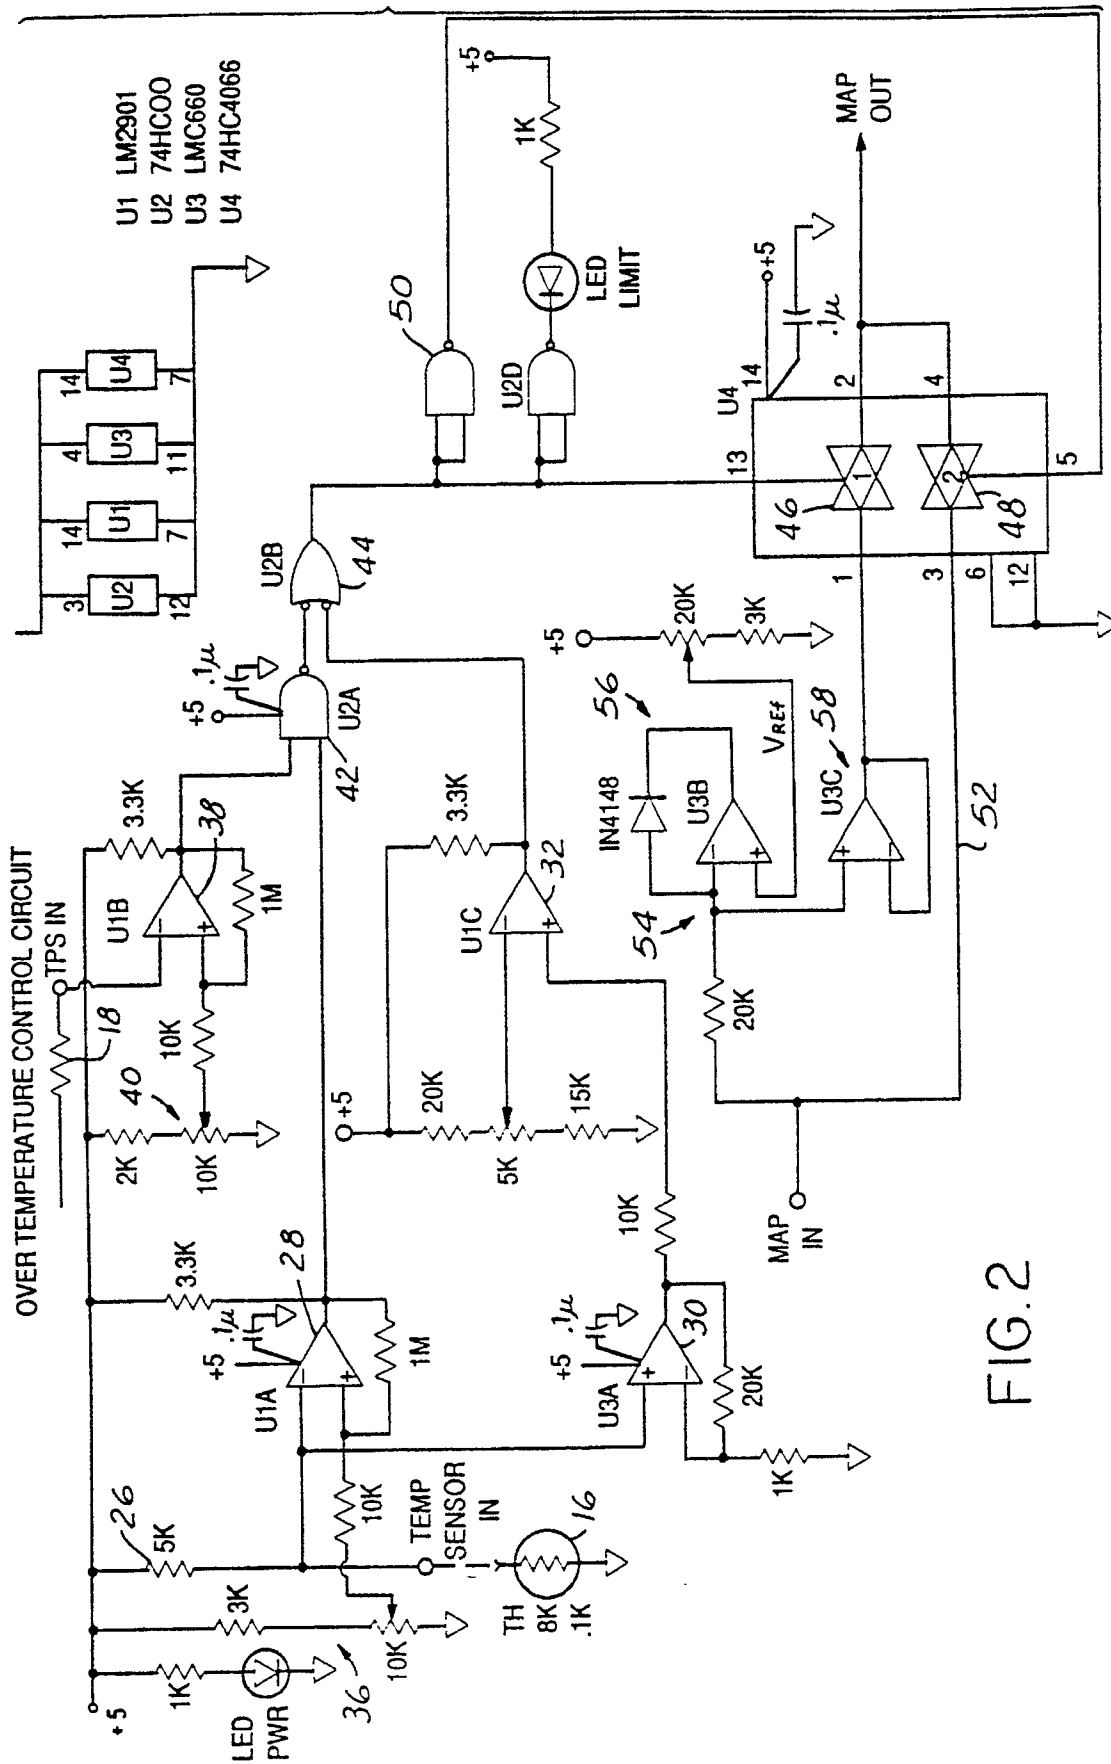 OVER TEMPERATURE CONTROL CIRCUIT
+5
LED
PWR
1K
3K
10K
36
5K
26
10K
TEMP
SENSOR
IN
TH
8K
.1K
16
U1A
+5
.1μ
28
1M
3.3K
U3A
+5
.1μ
30
20K
1K
10K
2K
40
10K
10K
18
TPS IN
U1B
38
1M
3.3K
+5
20K
5K
15K
U1C
32
3.3K
+5
.1μ
U2A
42
U2B
44
50
U2D
LED
LIMIT
1K
+5
3
U2
12
14
U1
7
4
U3
11
14
U4
7
U1 LM2901
U2 74HC00
U3 LMC660
U4 74HC4066
MAP
IN
20K
54
IN4148
56
U3B
VREf
+5
20K
3K
U3C
58
52
1
3
6
12
13
U4
14
+5
.1μ
46
1
2
48
2
4
5
MAP
OUT
FIG. 2